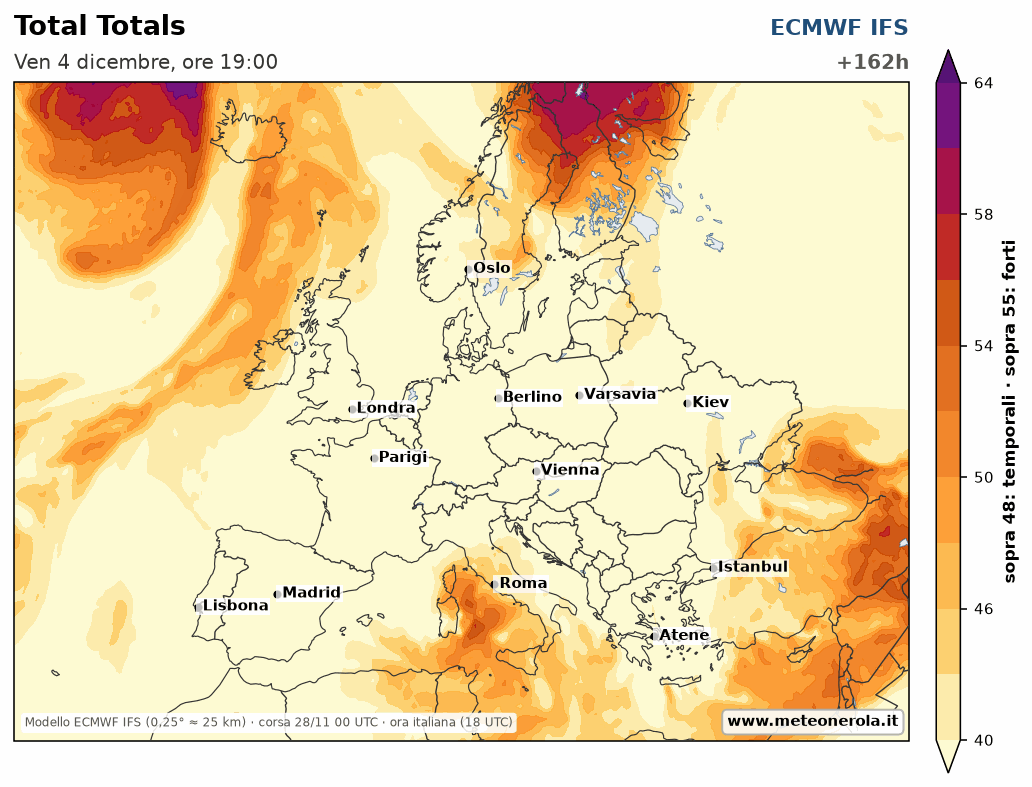 Total Totals
ECMWF IFS
Ven 4 dicembre, ore 19:00
+162h
Oslo
Berlino
Varsavia
Kiev
Londra
Parigi
Vienna
Istanbul
Roma
Madrid
Lisbona
Atene
Modello ECMWF IFS (0,25° ≈ 25 km) · corsa 28/11 00 UTC · ora italiana (18 UTC)
www.meteonerola.it
64
58
54
50
46
40
sopra 48: temporali · sopra 55: forti